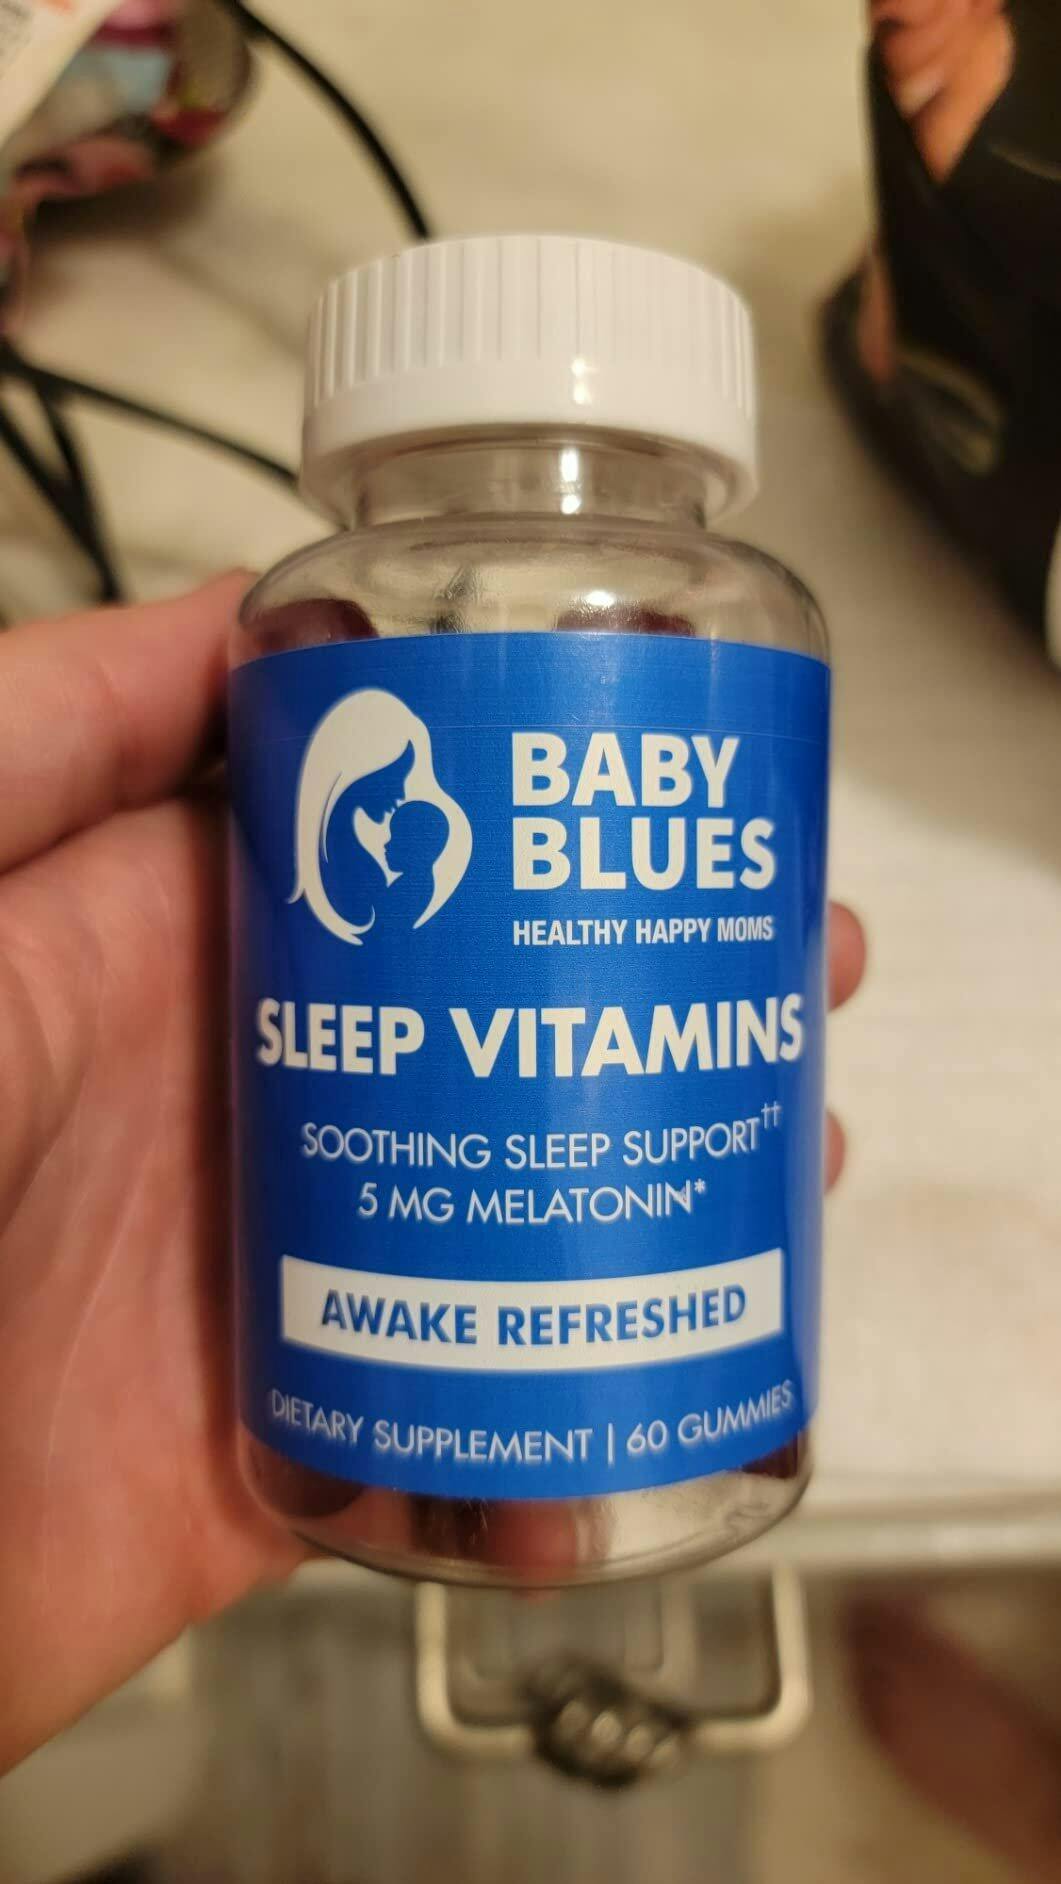 BABY
BLUES
HEALTHY HAPPY MOMS
SLEEP VITAMINS
SOOTHING SLEEP SUPPORT††
5 MG MELATONIN*
AWAKE REFRESHED
DIETARY SUPPLEMENT | 60 GUMMIES